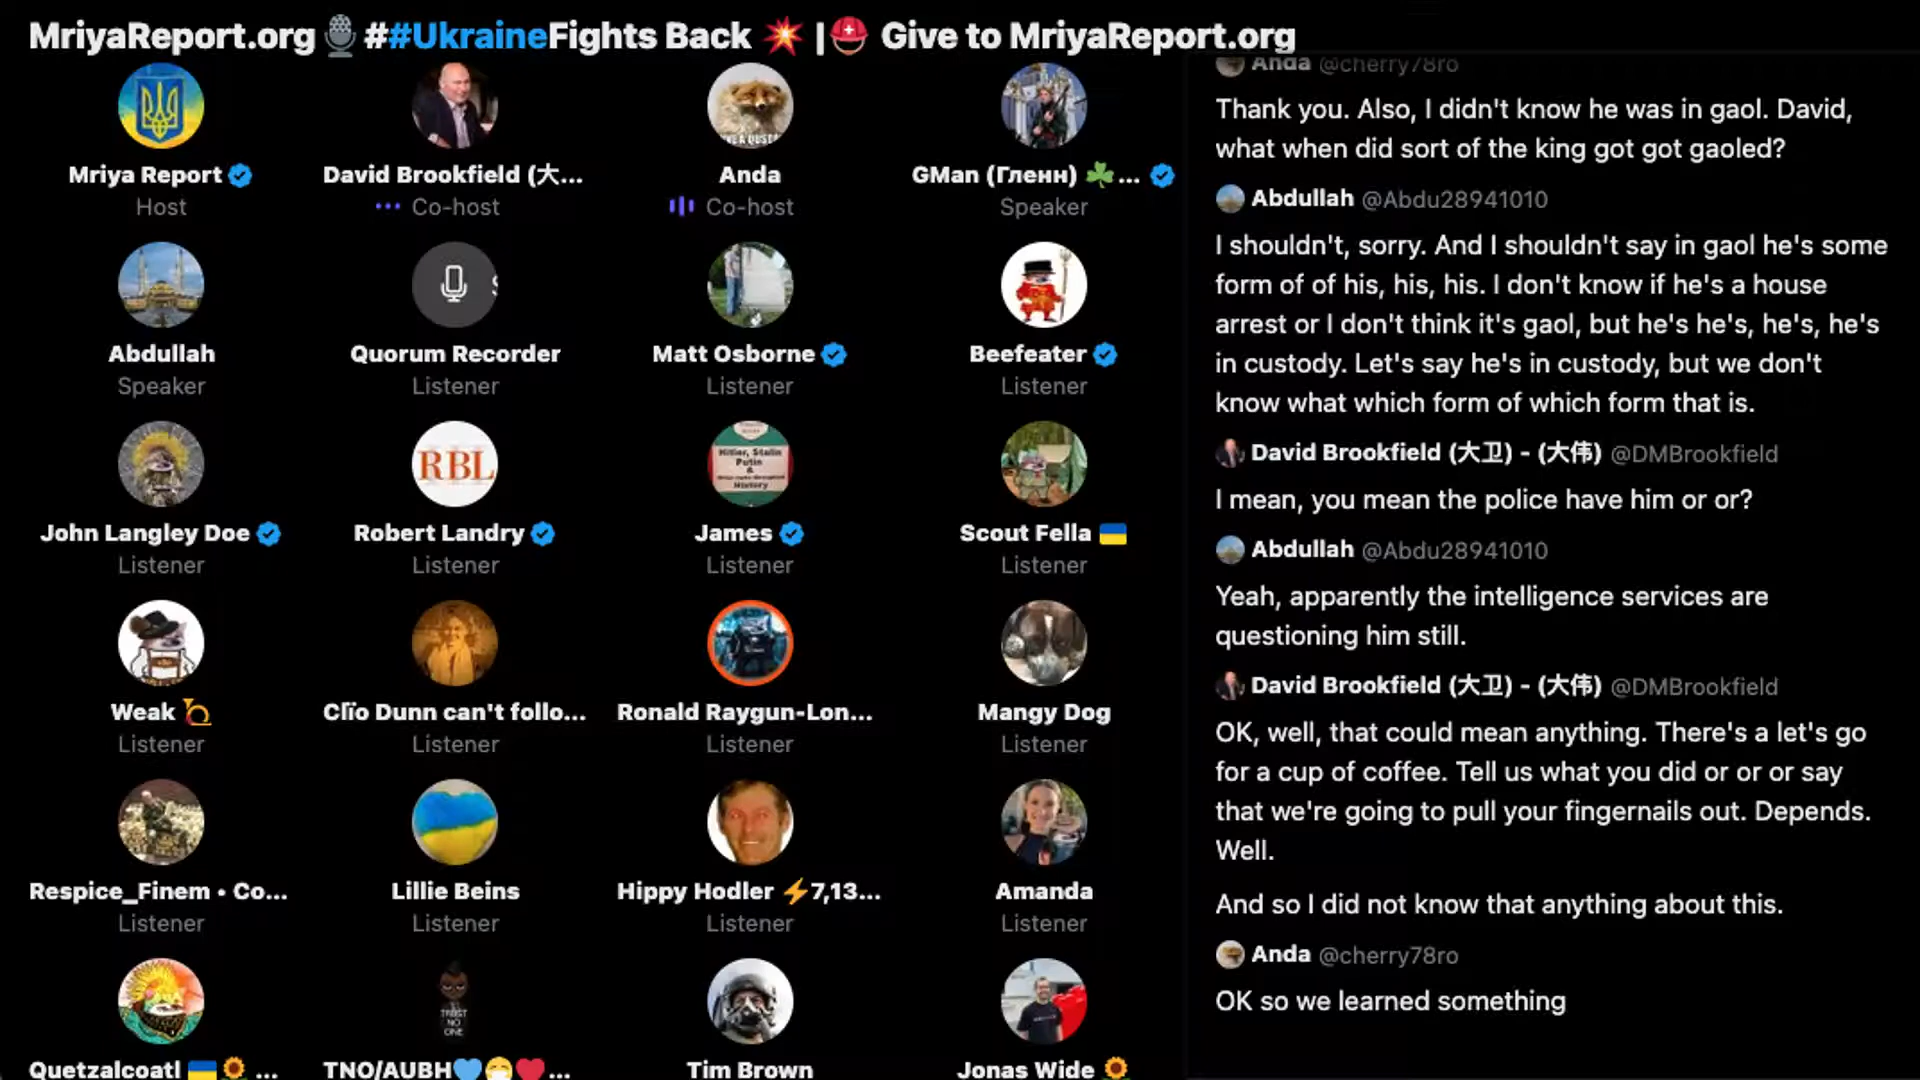 MriyaReport.org🎙️##UkraineFights Back 💥 |⛑️ Give to MriyaReport.org
Mriya Report
Host
David Brookfield (大...
Co-host
Anda
Co-host
GMan (Гленн) ☘️...
Speaker
Abdullah
Speaker
Quorum Recorder
Listener
Matt Osborne
Listener
Beefeater
Listener
RBL
Hitler, Stalin
Putin
&
History
John Langley Doe
Listener
Robert Landry
Listener
James
Listener
Scout Fella 🇺🇦
Listener
Weak 📯
Listener
Clïo Dunn can't follo...
Listener
Ronald Raygun-Lon...
Listener
Mangy Dog
Listener
Respice_Finem • Co...
Listener
Lillie Beins
Listener
Hippy Hodler ⚡7,13...
Listener
Amanda
Listener
TRUST
NO
ONE
Quetzalcoatl 🇺🇦🌻 ...
TNO/AUBH💙😷❤️...
Tim Brown
Jonas Wide 🌻
Anda @cherry78ro
Thank you. Also, I didn't know he was in gaol. David,
what when did sort of the king got got gaoled?
Abdullah @Abdu28941010
I shouldn't, sorry. And I shouldn't say in gaol he's some
form of of his, his, his. I don't know if he's a house
arrest or I don't think it's gaol, but he's he's, he's, he's
in custody. Let's say he's in custody, but we don't
know what which form of which form that is.
David Brookfield (大卫) - (大伟) @DMBrookfield
I mean, you mean the police have him or or?
Abdullah @Abdu28941010
Yeah, apparently the intelligence services are
questioning him still.
David Brookfield (大卫) - (大伟) @DMBrookfield
OK, well, that could mean anything. There's a let's go
for a cup of coffee. Tell us what you did or or or say
that we're going to pull your fingernails out. Depends.
Well.
And so I did not know that anything about this.
Anda @cherry78ro
OK so we learned something